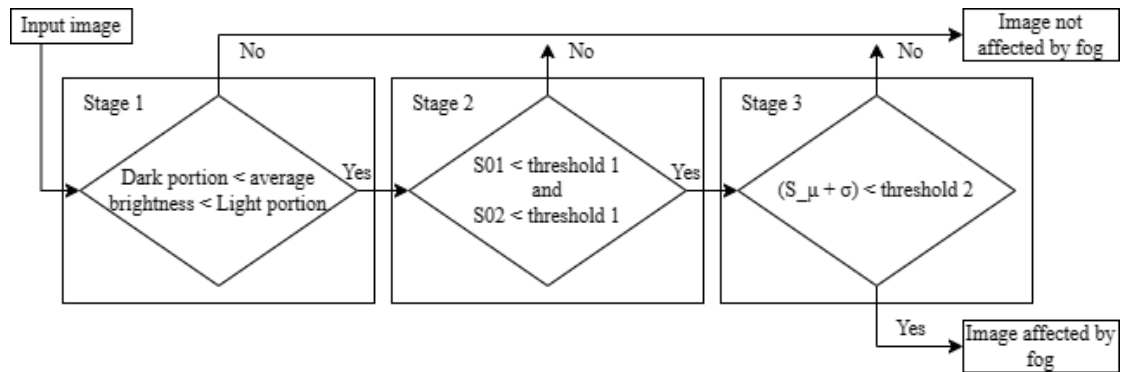 Input image
Image not
affected by fog
No
No
No
Stage 1
Stage 2
Stage 3
Dark portion < average
brightness < Light portion
Yes
S01 < threshold 1
and
S02 < threshold 1
Yes
(S_μ + σ) < threshold 2
Yes
Image affected by
fog